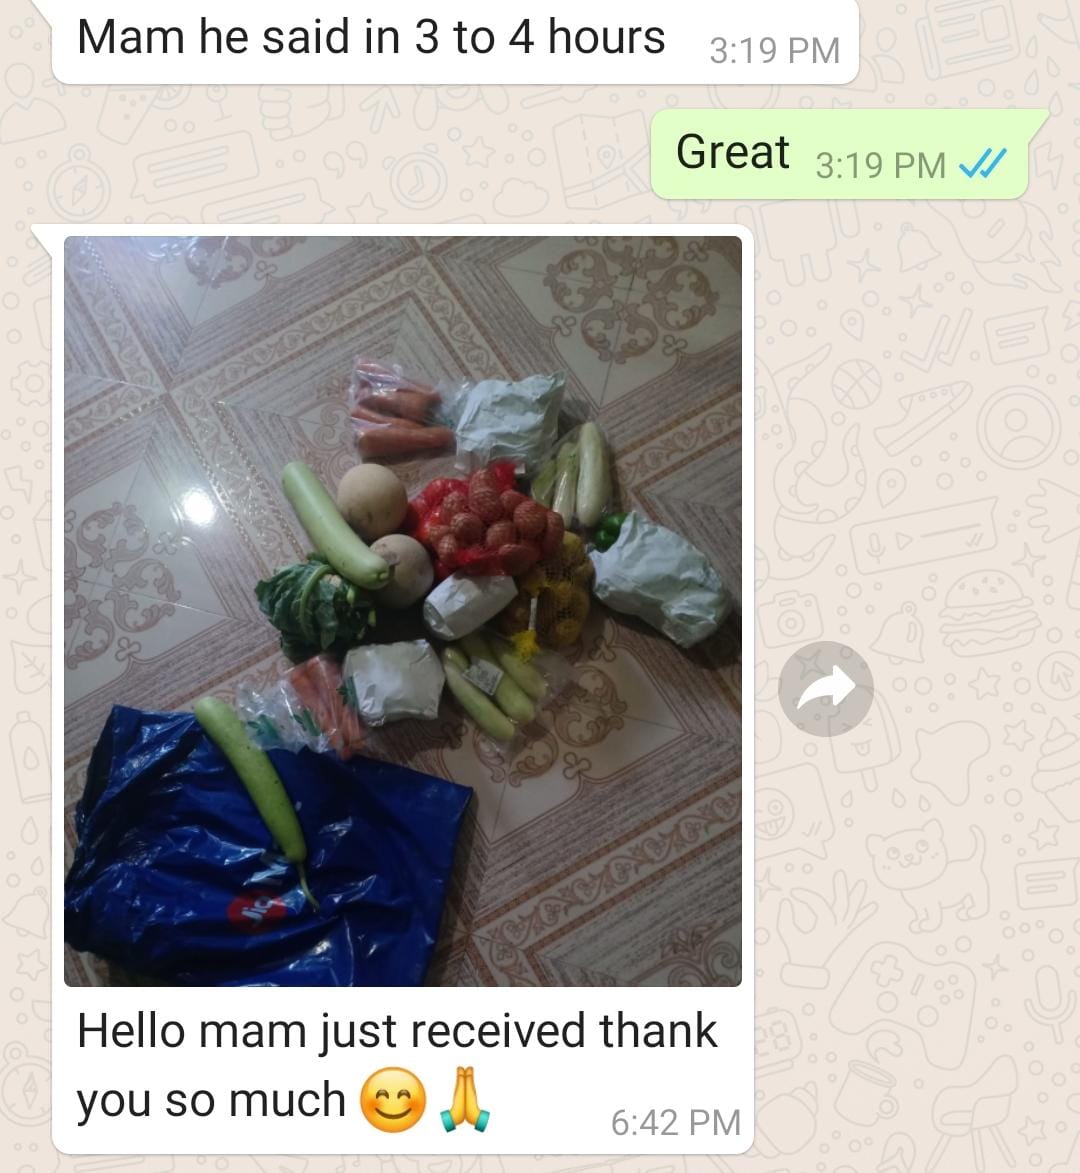 Mam he said in 3 to 4 hours 3:19 PM
Great 3:19 PM
Jio
Hello mam just received thank
you so much 😊 🙏 6:42 PM